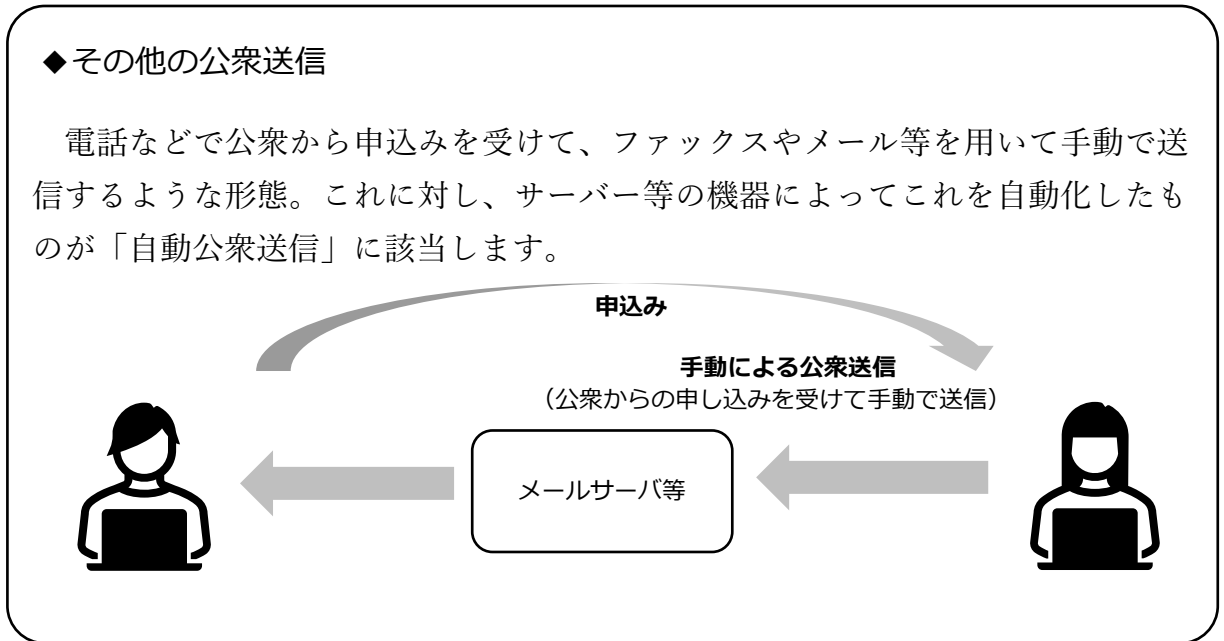 ◆その他の公衆送信
電話などで公衆から申込みを受けて、ファックスやメール等を用いて手動で送
信するような形態。これに対し、サーバー等の機器によってこれを自動化したも
のが「自動公衆送信」に該当します。
申込み
手動による公衆送信
（公衆からの申し込みを受けて手動で送信）
メールサーバ等